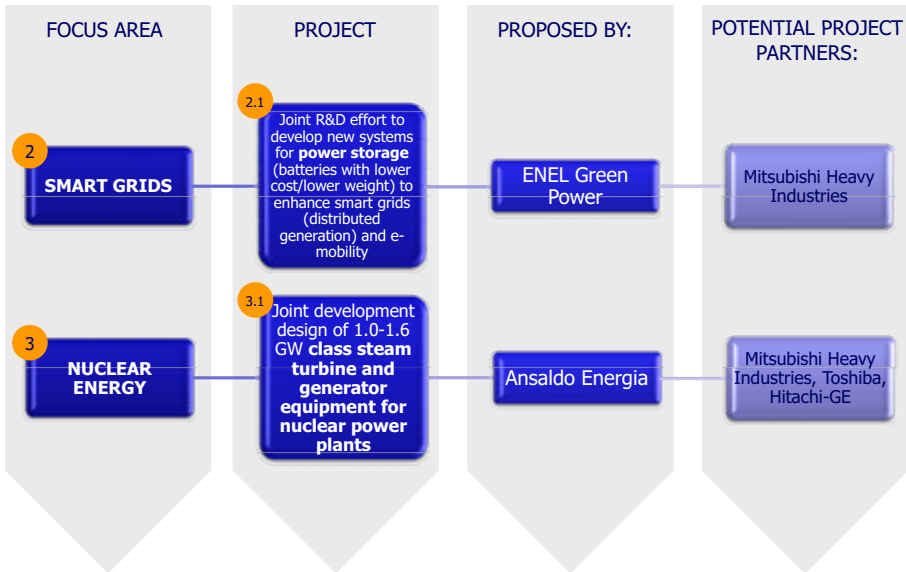 FOCUS AREA
PROJECT
PROPOSED BY:
POTENTIAL PROJECT
PARTNERS:
2
SMART GRIDS
2.1
Joint R&D effort to
develop new systems
for power storage
(batteries with lower
cost/lower weight) to
enhance smart grids
(distributed
generation) and e-
mobility
ENEL Green
Power
Mitsubishi Heavy
Industries
3
NUCLEAR
ENERGY
3.1
Joint development
design of 1.0-1.6
GW class steam
turbine and
generator
equipment for
nuclear power
plants
Ansaldo Energia
Mitsubishi Heavy
Industries, Toshiba,
Hitachi-GE